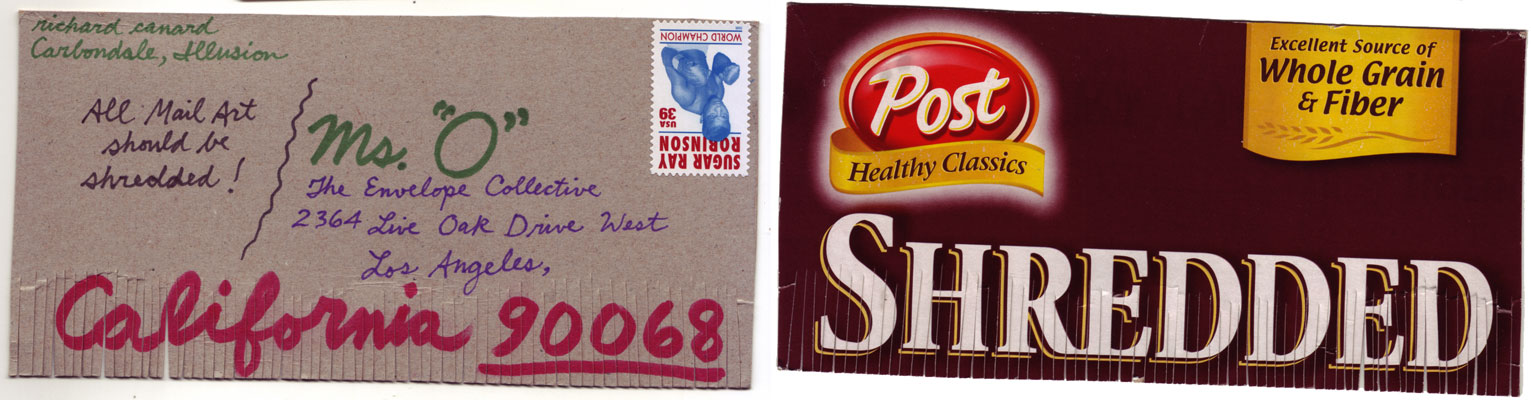 richard canard
Carbondale, Illusion
All Mail Art
should be
shredded!
Ms. "O"
The Envelope Collective
2364 Live Oak Drive West
Los Angeles,
California 90068
SUGAR RAY
ROBINSON
USA
39
WORLD CHAMPION
Post
Healthy Classics
Excellent Source of
Whole Grain
& Fiber
SHREDDED